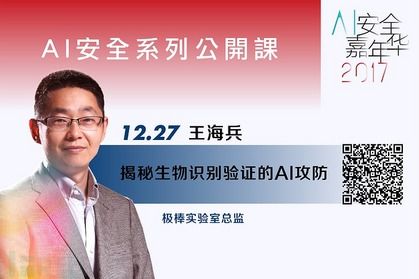 AI安全系列公開課
AI安全
嘉年华
2017
12.27 王海兵
揭秘生物识别验证的AI攻防
极棒实验室总监